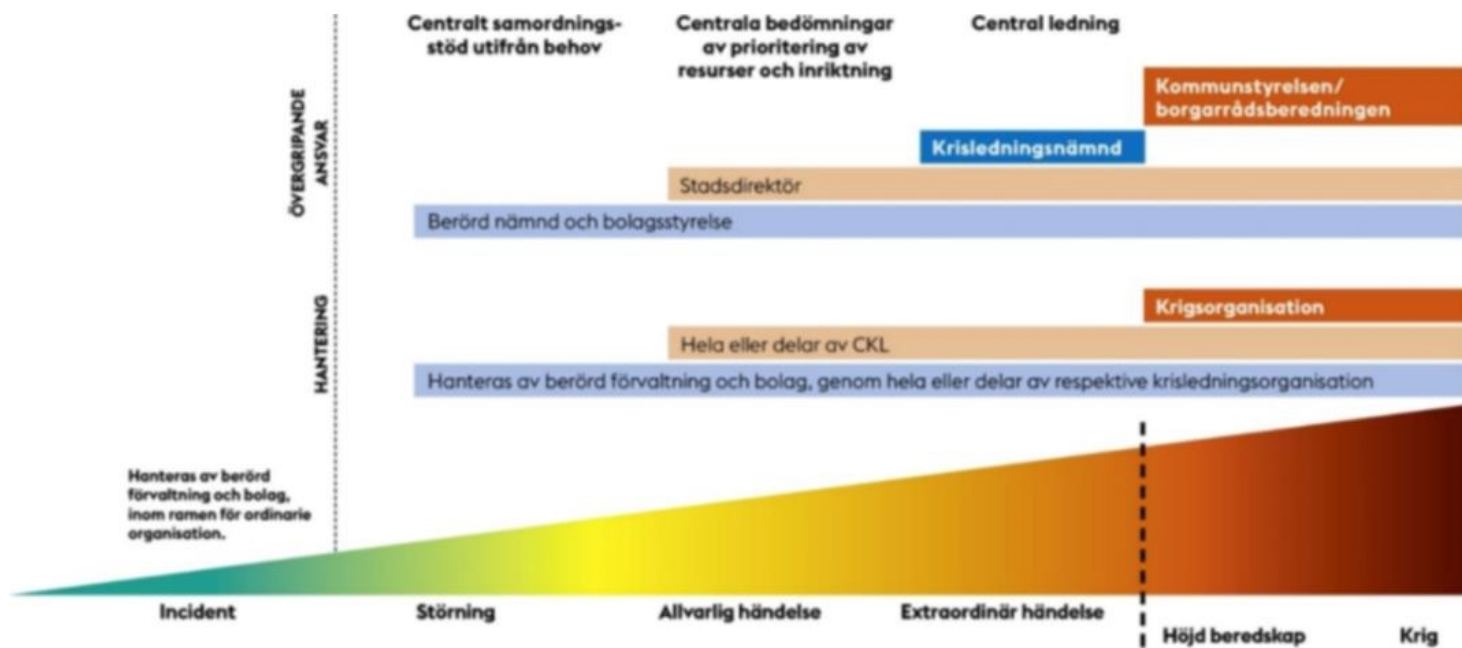 Centralt samordnings-
stöd utifrån behov
Centrala bedömningar
av prioritering av
resurser och inriktning
Central ledning
ÖVERGRIPANDE
ANSVAR
Kommunstyrelsen/
borgarrådsberedningen
Krisledningsnämnd
Stadsdirektör
Berörd nämnd och bolagsstyrelse
HANTERING
Krigsorganisation
Hela eller delar av CKL
Hanteras av berörd förvaltning och bolag, genom hela eller delar av respektive krisledningsorganisation
Hanteras av berörd
förvaltning och bolag,
inom ramen för ordinarie
organisation.
Incident
Störning
Allvarlig händelse
Extraordinär händelse
Höjd beredskap
Krig